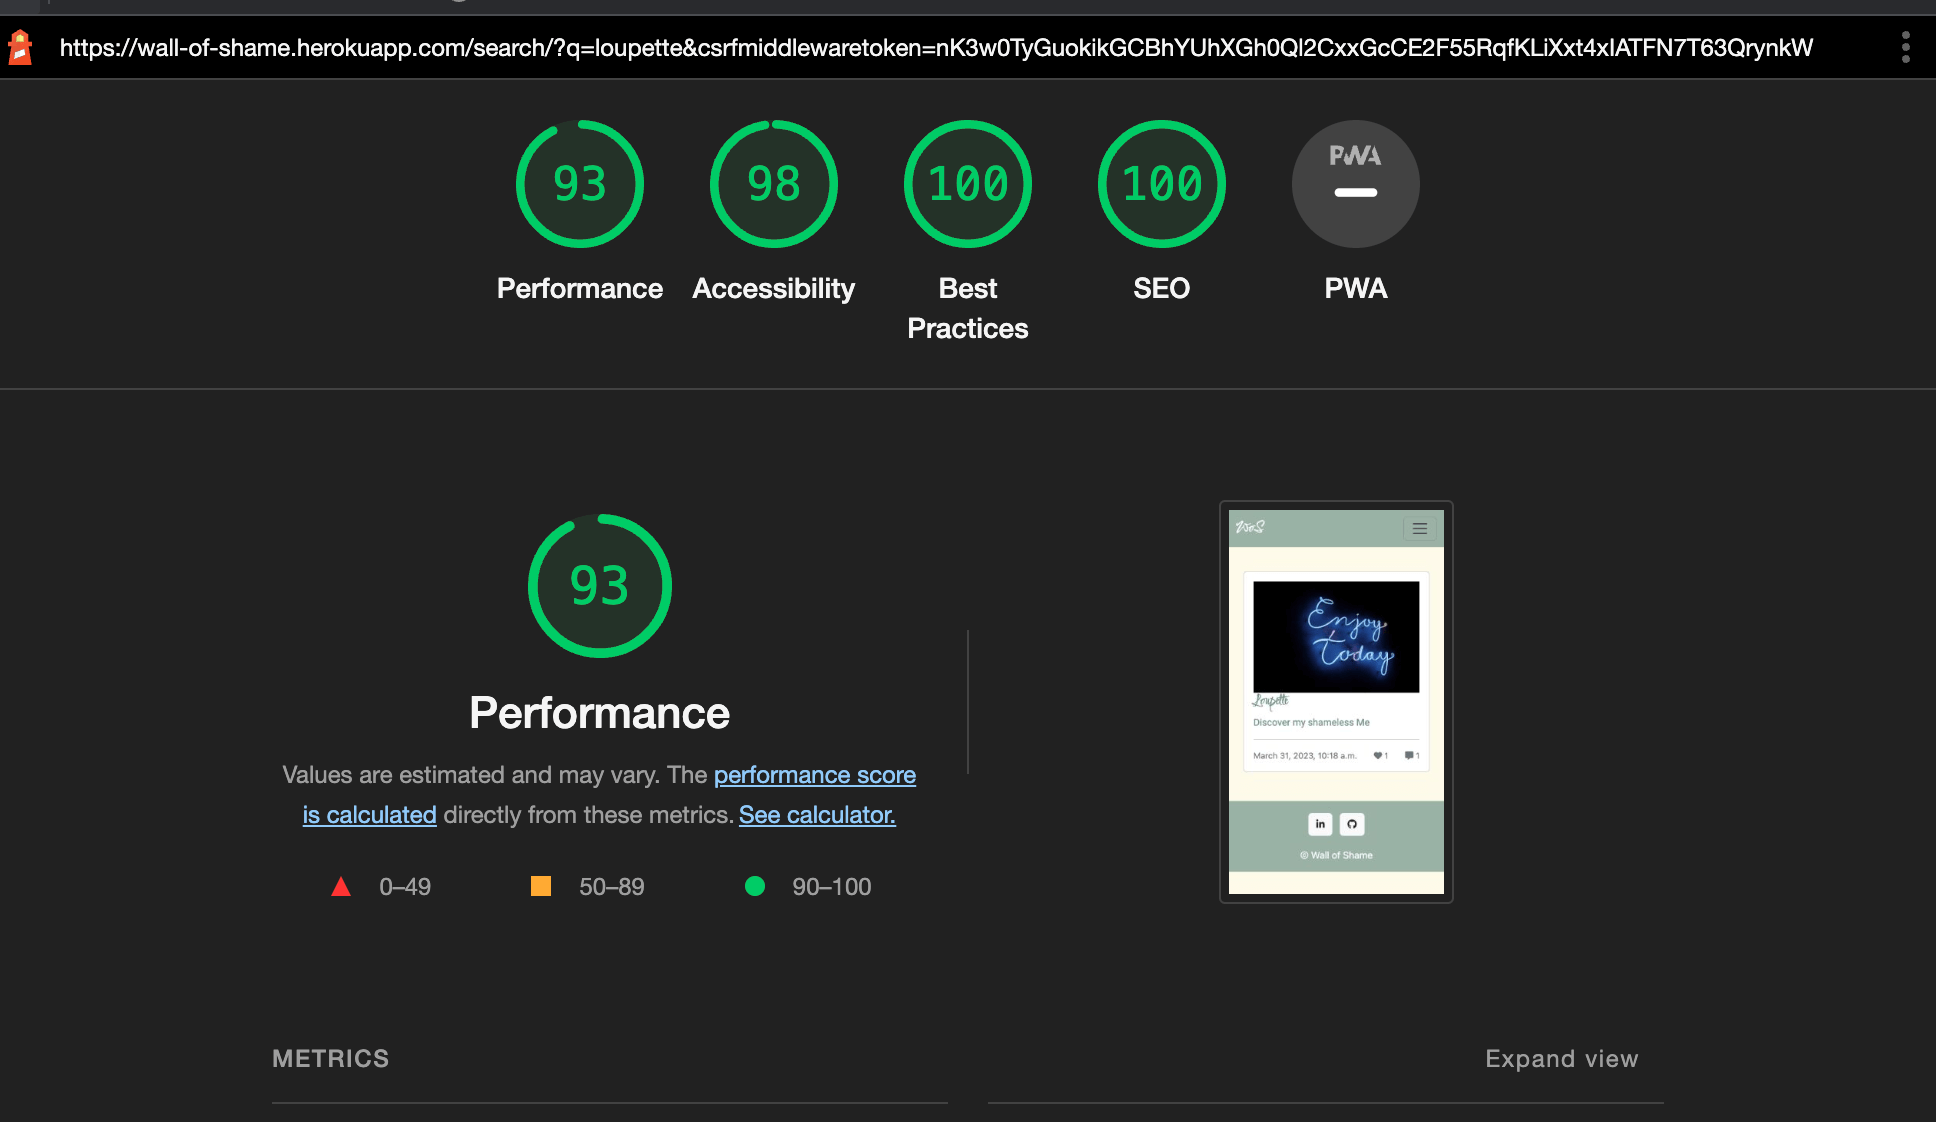 https://wall-of-shame.herokuapp.com/search/?q=loupette&csrfmiddlewaretoken=nK3w0TyGuokikGCBhYUhXGh0Ql2CxxGcCE2F55RqfKLiXxt4xIATFN7T63QrynkW
93
98
100
100
PWA
Performance
Accessibility
Best
Practices
SEO
PWA
93
Performance
Values are estimated and may vary. The performance score
is calculated directly from these metrics. See calculator.
0–49
50–89
90–100
WoS
Enjoy
Today
Loupette
Discover my shameless Me
March 31, 2023, 10:18 a.m.
1
1
in
© Wall of Shame
METRICS
Expand view